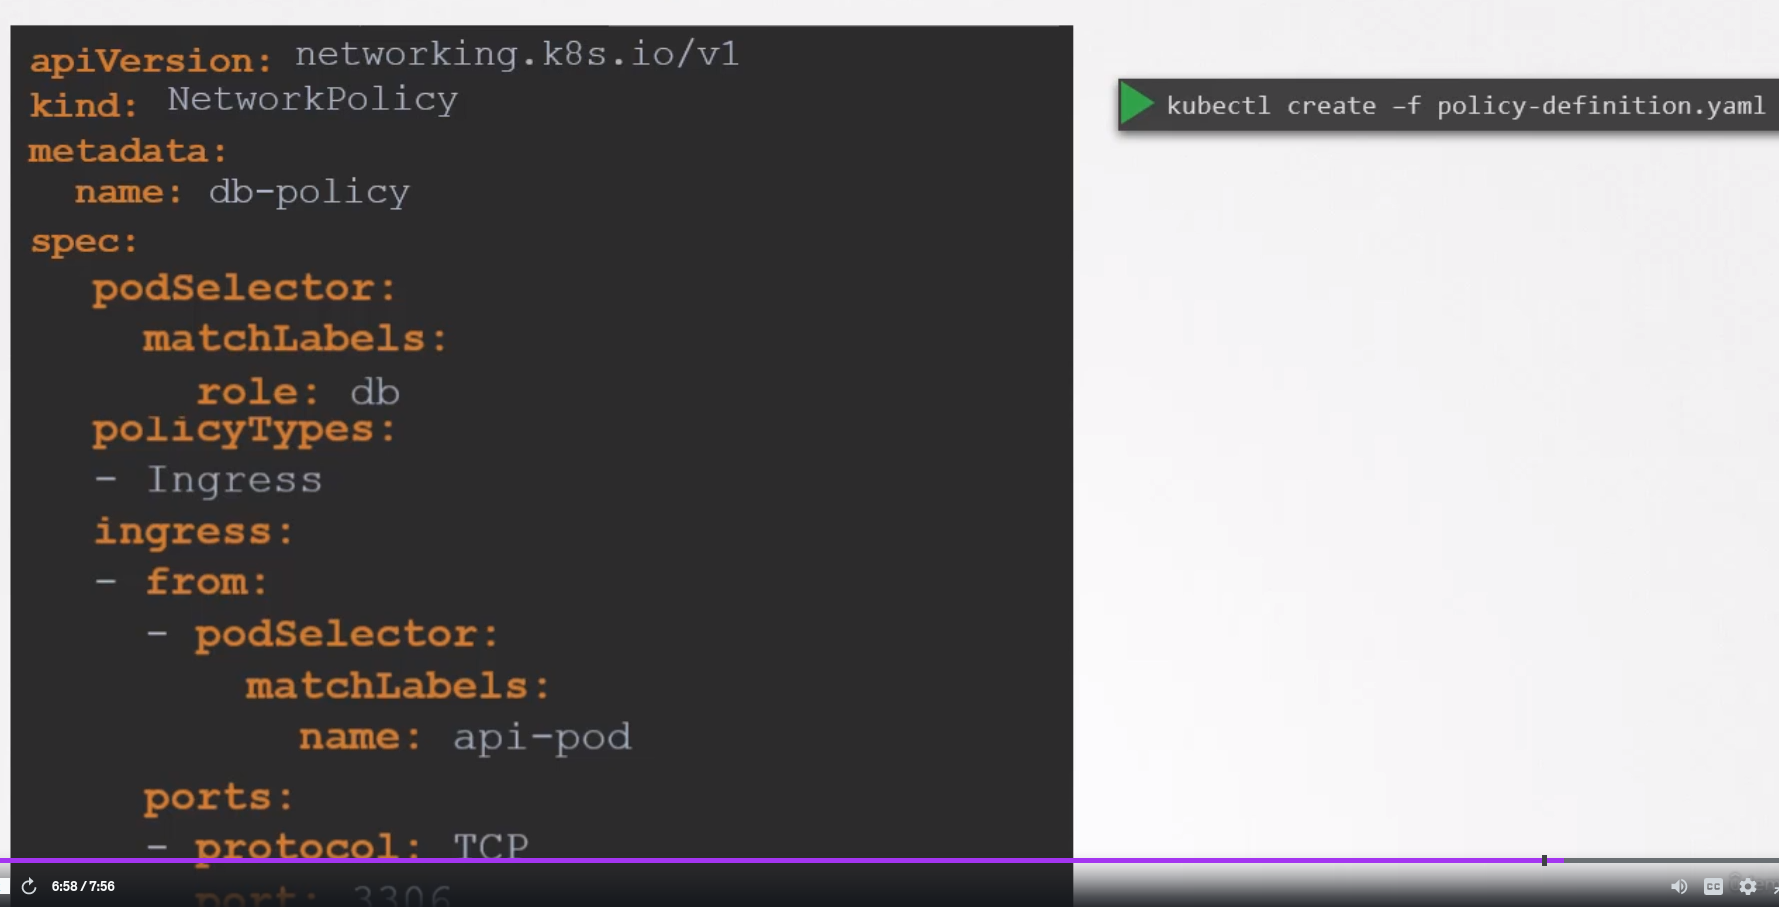 apiVersion: networking.k8s.io/v1
kind: NetworkPolicy
metadata:
  name: db-policy
spec:
  podSelector:
    matchLabels:
      role: db
  policyTypes:
  - Ingress
  ingress:
  - from:
    - podSelector:
        matchLabels:
          name: api-pod
    ports:
    - protocol: TCP
      port: 3306
kubectl create –f policy-definition.yaml
6:58 / 7:56
CC